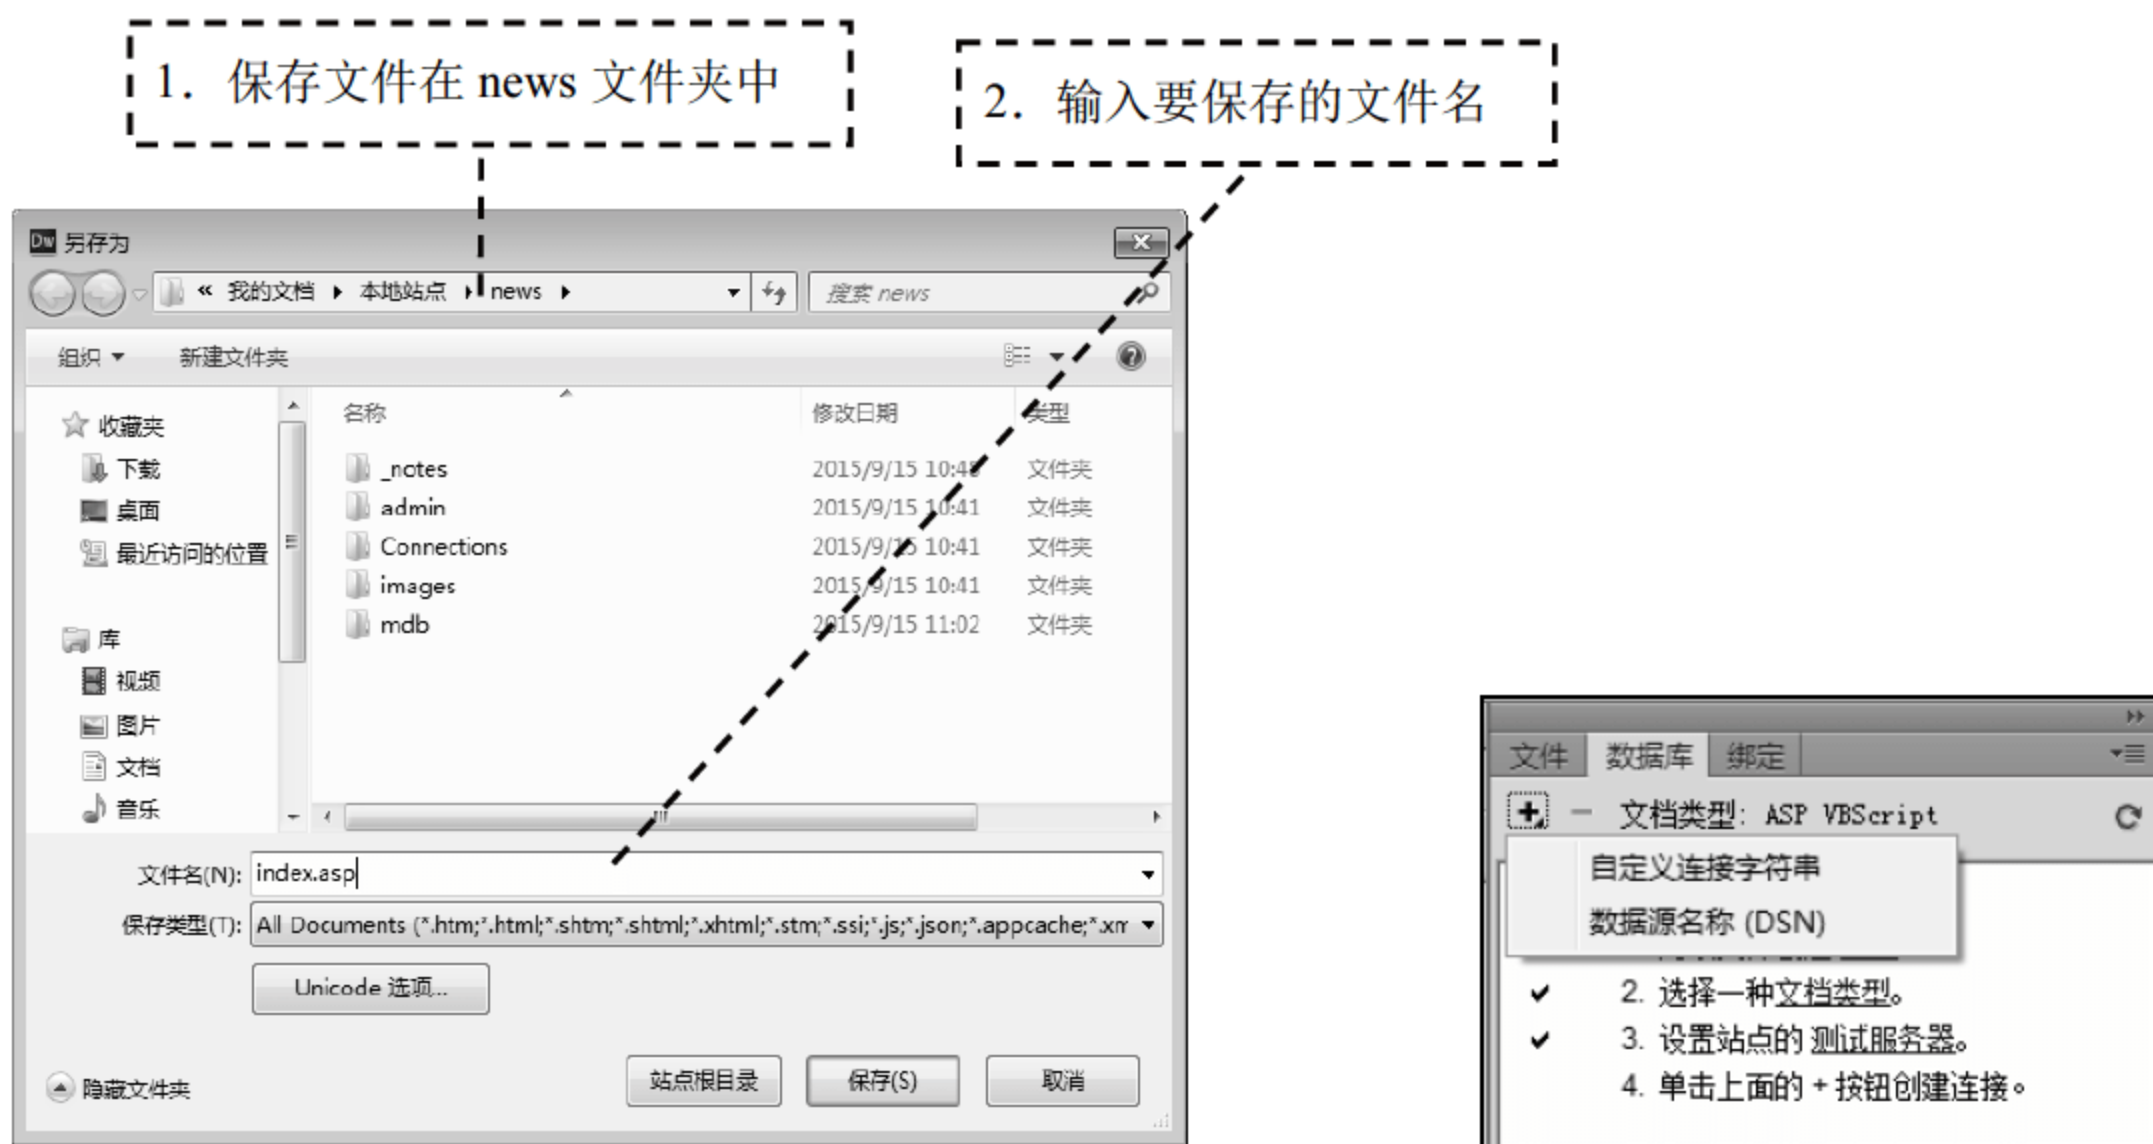 1. 保存文件在 news 文件夹中
2. 输入要保存的文件名
Dw 另存为
« 我的文档 ▸ 本地站点 ▸ news ▸
搜索 news
组织 新建文件夹
名称 修改日期 类型
收藏夹
下载
桌面
最近访问的位置
库
视频
图片
文档
音乐
_notes 2015/9/15 10:48 文件夹
admin 2015/9/15 10:41 文件夹
Connections 2015/9/15 10:41 文件夹
images 2015/9/15 10:41 文件夹
mdb 2015/9/15 11:02 文件夹
文件名(N): index.asp
保存类型(T): All Documents (*.htm;*.html;*.shtm;*.shtml;*.xhtml;*.stm;*.ssi;*.js;*.json;*.appcache;*.xm
Unicode 选项...
隐藏文件夹
站点根目录 保存(S) 取消
文件 数据库 绑定
文档类型: ASP VBScript
自定义连接字符串
数据源名称 (DSN)
2. 选择一种文档类型。
3. 设置站点的 测试服务器。
4. 单击上面的 + 按钮创建连接。